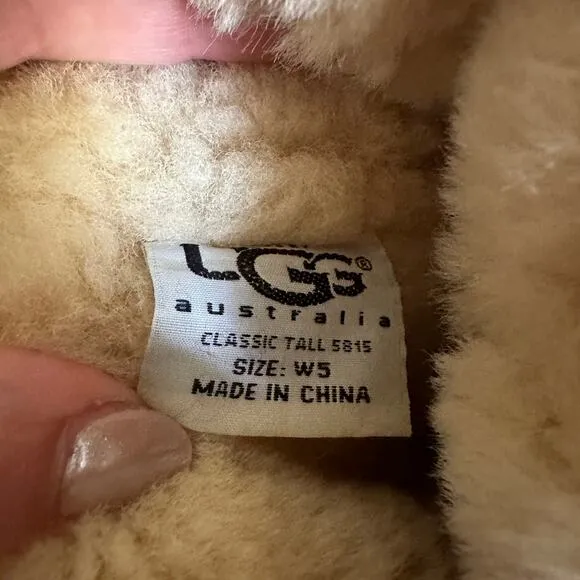 UGG®
australia
CLASSIC TALL 5815
SIZE: W5
MADE IN CHINA